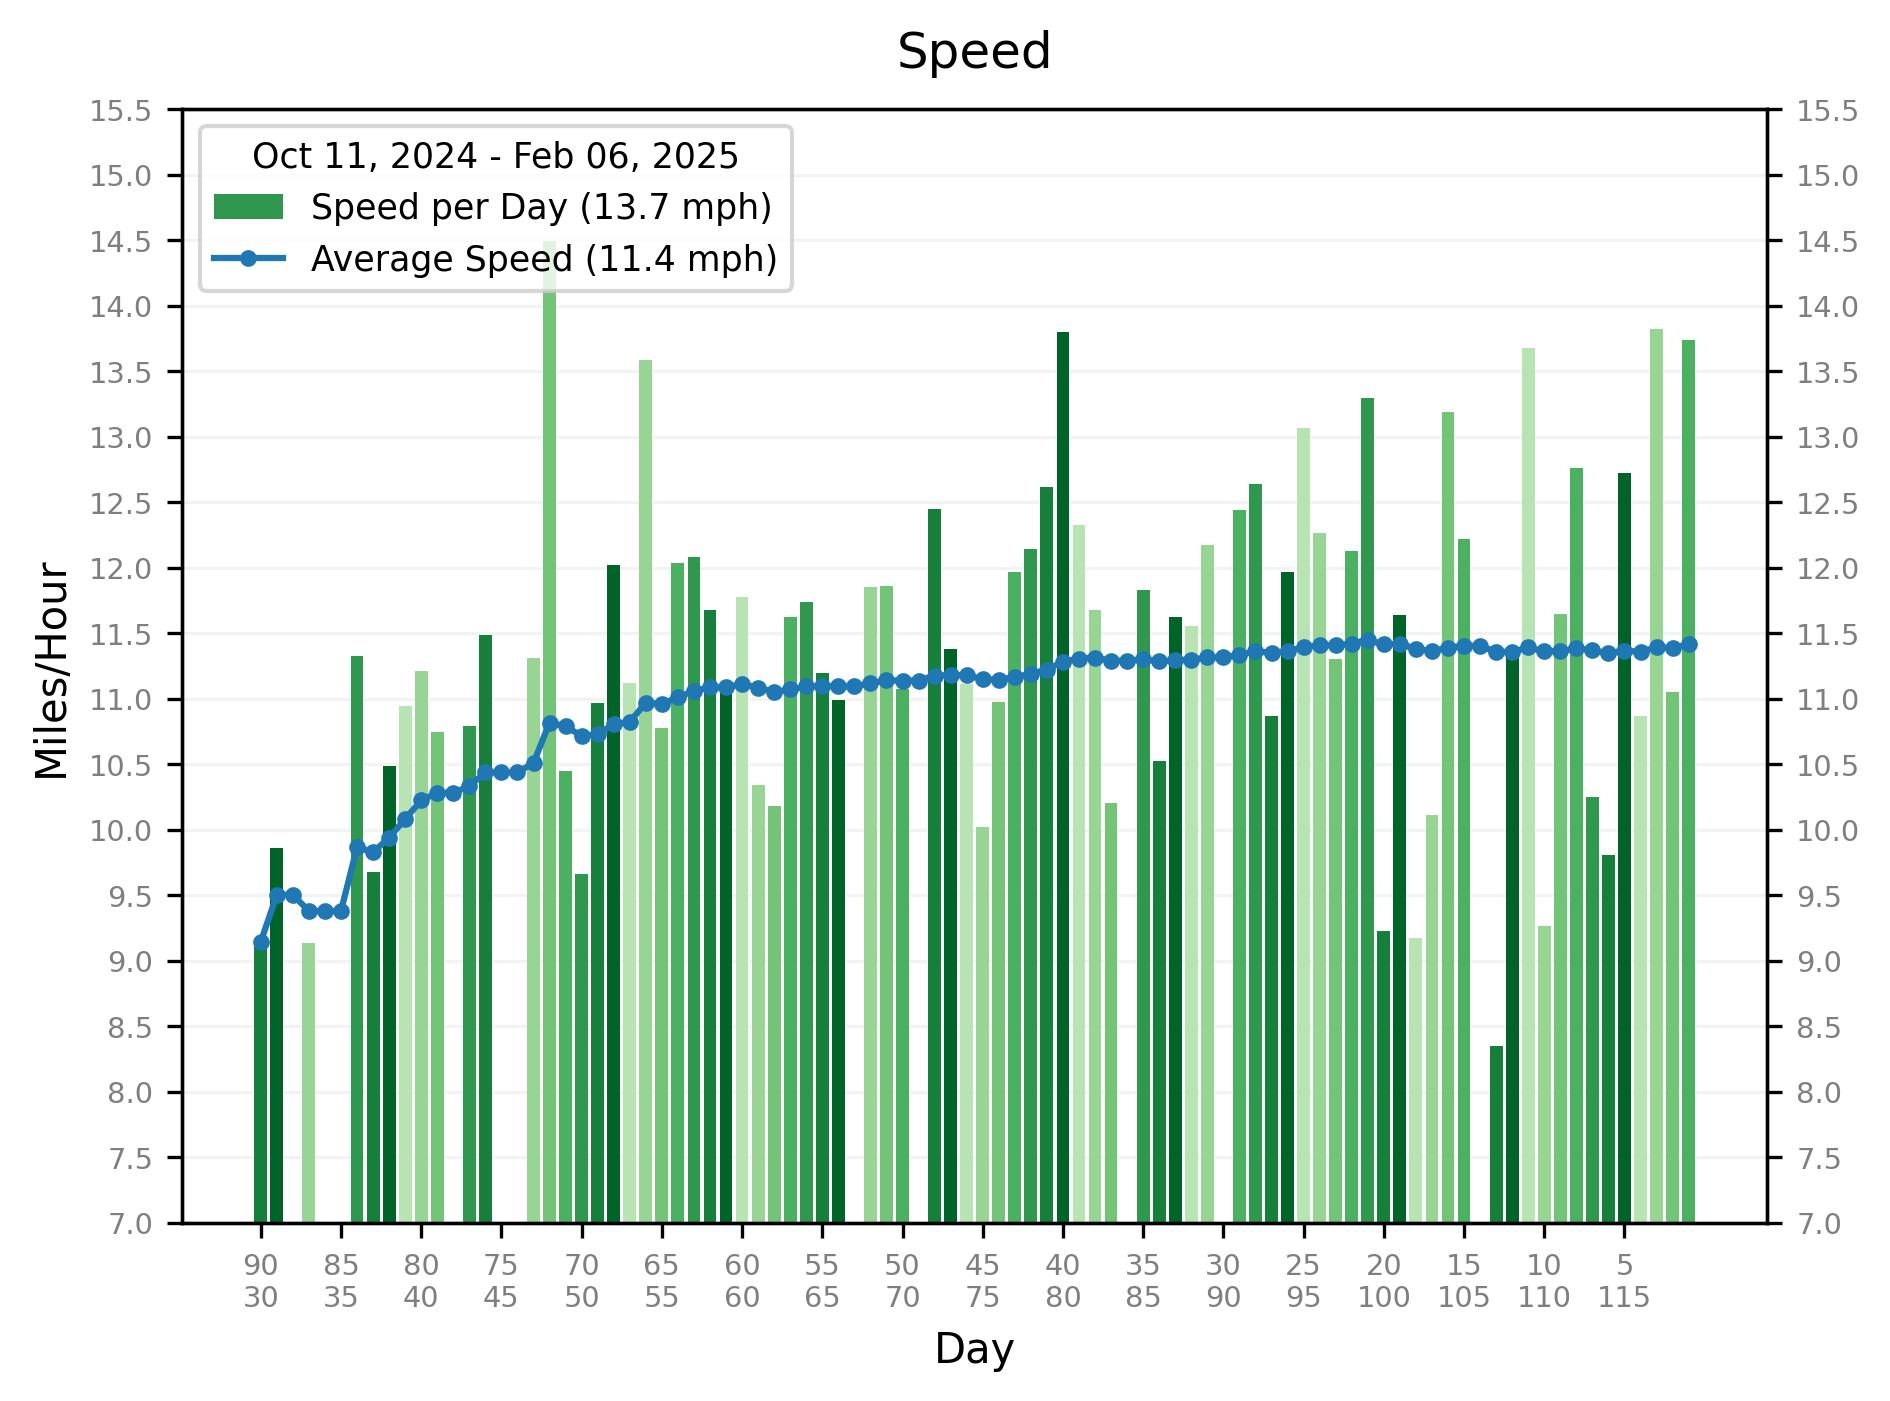 Speed
Oct 11, 2024 - Feb 06, 2025
Speed per Day (13.7 mph)
Average Speed (11.4 mph)
Miles/Hour
15.5 15.5
15.0 15.0
14.5 14.5
14.0 14.0
13.5 13.5
13.0 13.0
12.5 12.5
12.0 12.0
11.5 11.5
11.0 11.0
10.5 10.5
10.0 10.0
9.5 9.5
9.0 9.0
8.5 8.5
8.0 8.0
7.5 7.5
7.0 7.0
90 85 80 75 70 65 60 55 50 45 40 35 30 25 20 15 10 5
30 35 40 45 50 55 60 65 70 75 80 85 90 95 100 105 110 115
Day